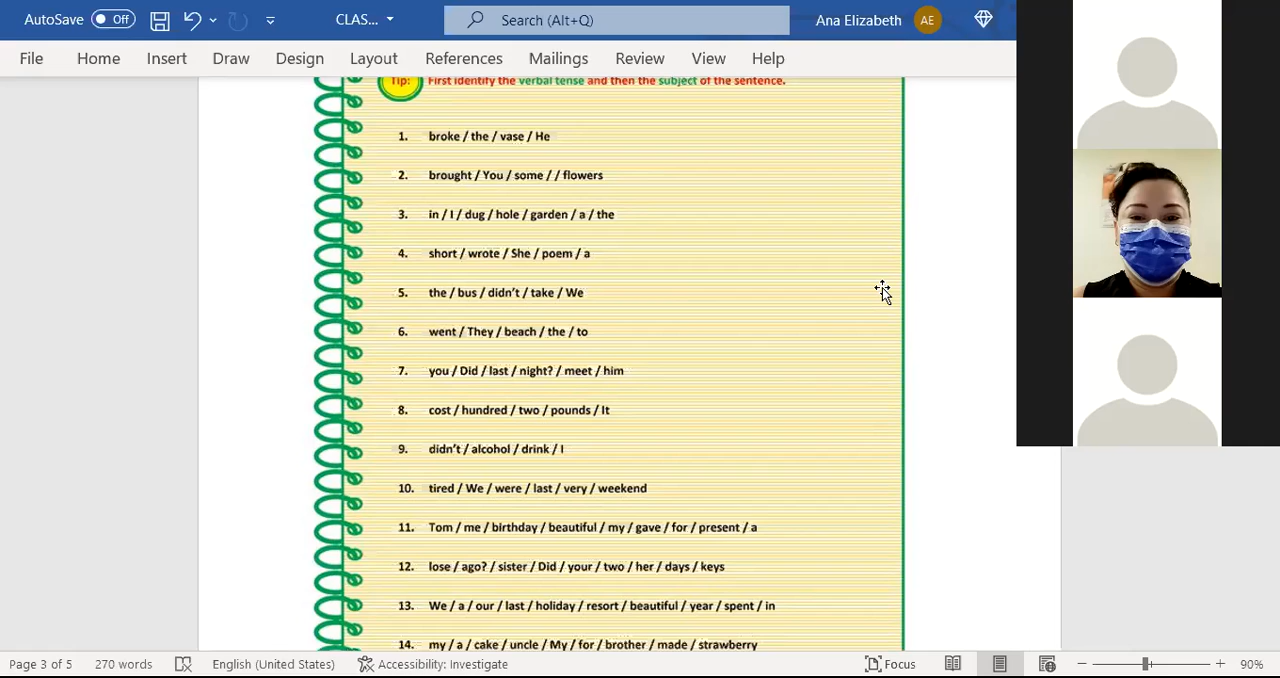 AutoSave Off CLAS... Search (Alt+Q) Ana Elizabeth AE
File Home Insert Draw Design Layout References Mailings Review View Help
Tip: First identify the verbal tense and then the subject of the sentence.
1. broke / the / vase / He
2. brought / You / some / / flowers
3. in / I / dug / hole / garden / a / the
4. short / wrote / She / poem / a
5. the / bus / didn't / take / We
6. went / They / beach / the / to
7. you / Did / last / night? / meet / him
8. cost / hundred / two / pounds / It
9. didn't / alcohol / drink / I
10. tired / We / were / last / very / weekend
11. Tom / me / birthday / beautiful / my / gave / for / present / a
12. lose / ago? / sister / Did / your / two / her / days / keys
13. We / a / our / last / holiday / resort / beautiful / year / spent / in
14. my / a / cake / uncle / My / for / brother / made / strawberry
Page 3 of 5 270 words English (United States) Accessibility: Investigate Focus 90%